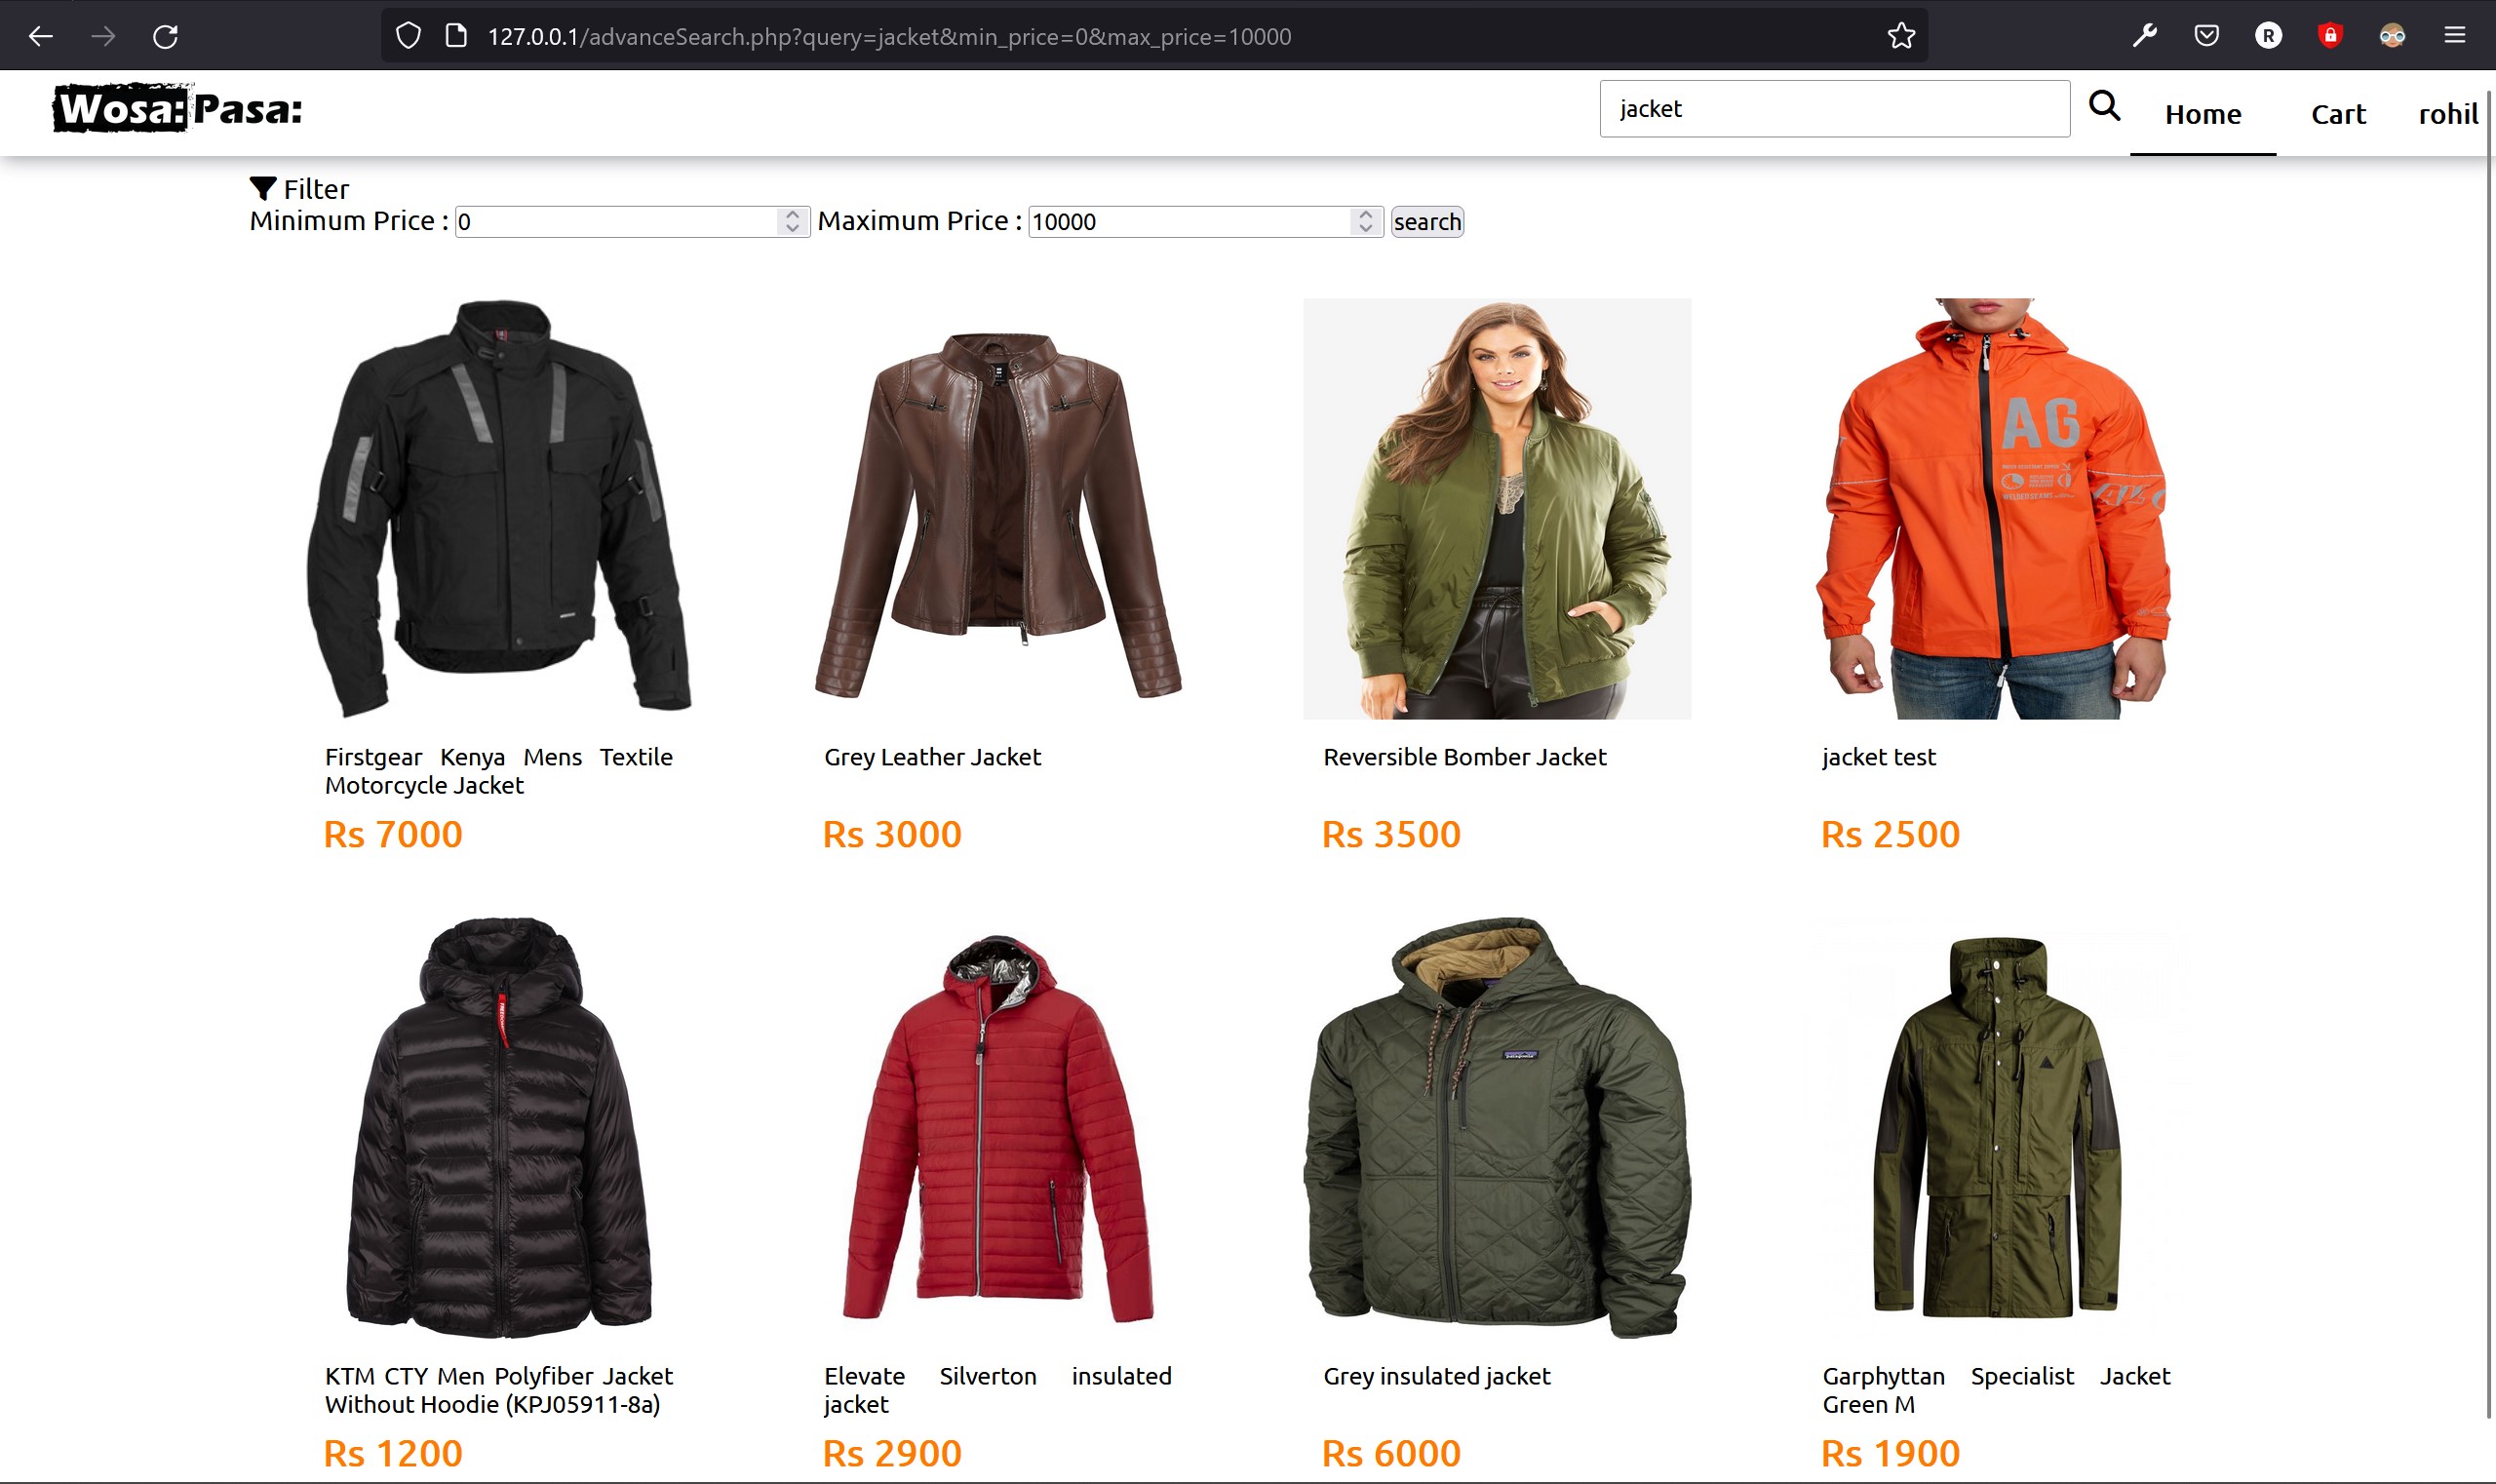 127.0.0.1/advanceSearch.php?query=jacket&min_price=0&max_price=10000
R
Wosa: Pasa:
jacket
Home
Cart
rohil
Filter
Minimum Price : 0 Maximum Price : 10000 search
AG
Firstgear Kenya Mens Textile
Motorcycle Jacket
Rs 7000
Grey Leather Jacket
Rs 3000
Reversible Bomber Jacket
Rs 3500
jacket test
Rs 2500
patagonia
KTM CTY Men Polyfiber Jacket
Without Hoodie (KPJ05911-8a)
Rs 1200
Elevate Silverton insulated
jacket
Rs 2900
Grey insulated jacket
Rs 6000
Garphyttan Specialist Jacket
Green M
Rs 1900